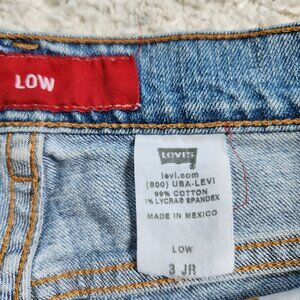 LOW
LEVI'S
levi.com
(800) USA-LEVI
99% COTTON
1% LYCRA® SPANDEX
MADE IN MEXICO
LOW
3 JR